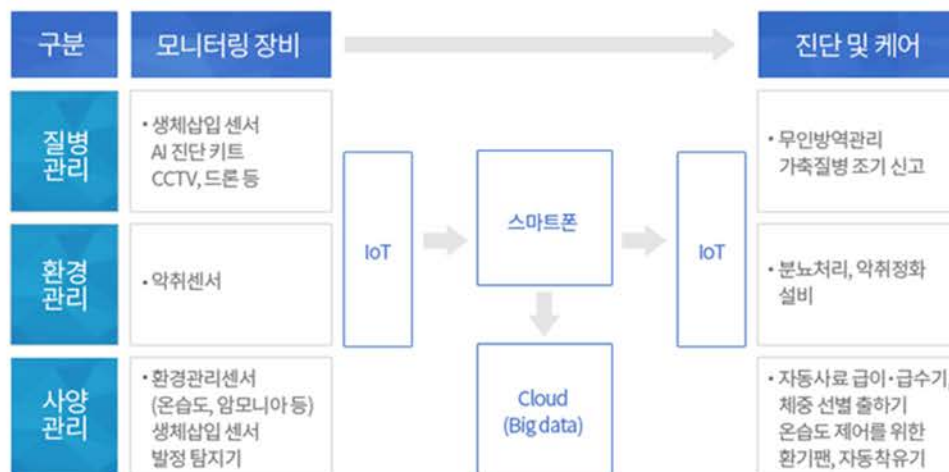 구분
모니터링 장비
진단 및 케어
질병
관리
• 생체삽입 센서
AI 진단 키트
CCTV, 드론 등
IoT
스마트폰
IoT
• 무인방역관리
가축질병 조기 신고
환경
관리
• 악취센서
• 분뇨처리, 악취정화
설비
사양
관리
• 환경관리센서
(온습도, 암모니아 등)
생체삽입 센서
발정 탐지기
Cloud
(Big data)
• 자동사료 급이·급수기,
체중 선별 출하기
온습도 제어를 위한
환기팬, 자동착유기